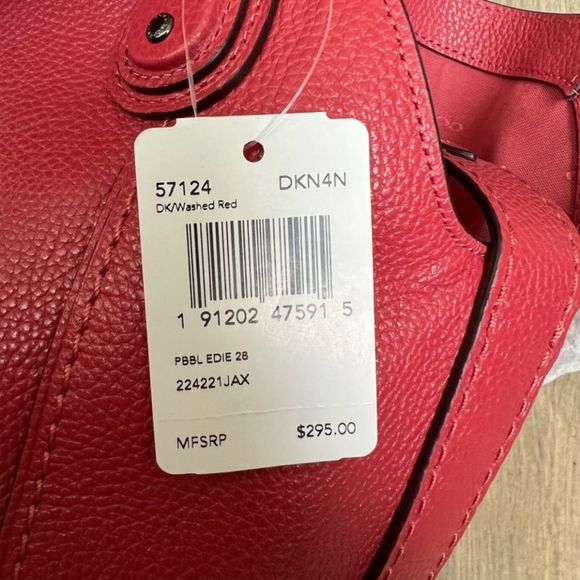 57124 DKN4N
DK/Washed Red
1 91202 47591 5
PBBL EDIE 28
224221JAX
MFSRP $295.00